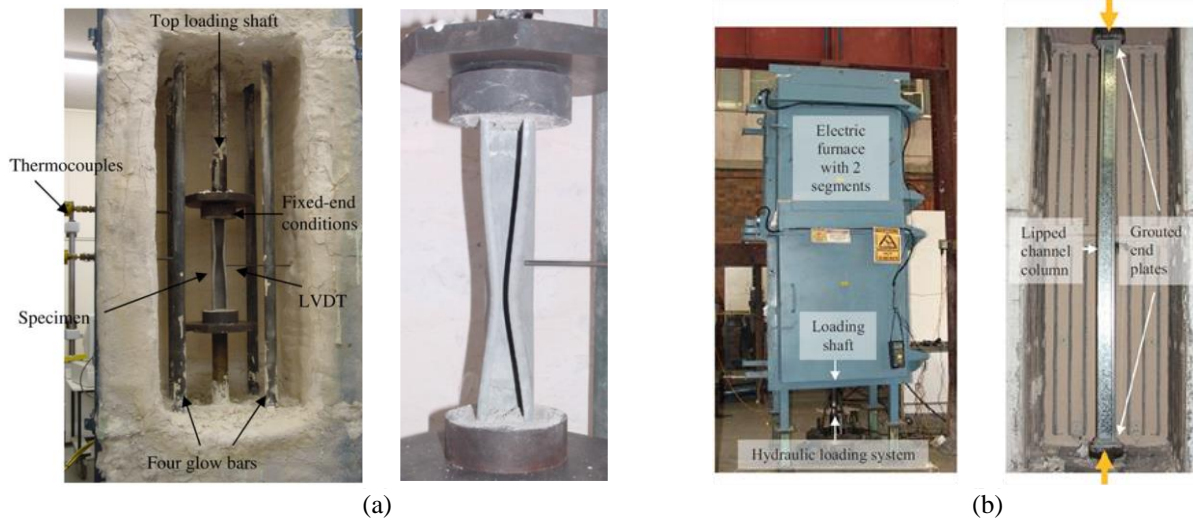 Top loading shaft
Thermocouples
Fixed-end
conditions
LVDT
Specimen
Four glow bars
(a)
Electric
furnace
with 2
segments
Loading
shaft
Hydraulic loading system
Lipped
channel
column
Grouted
end
plates
(b)